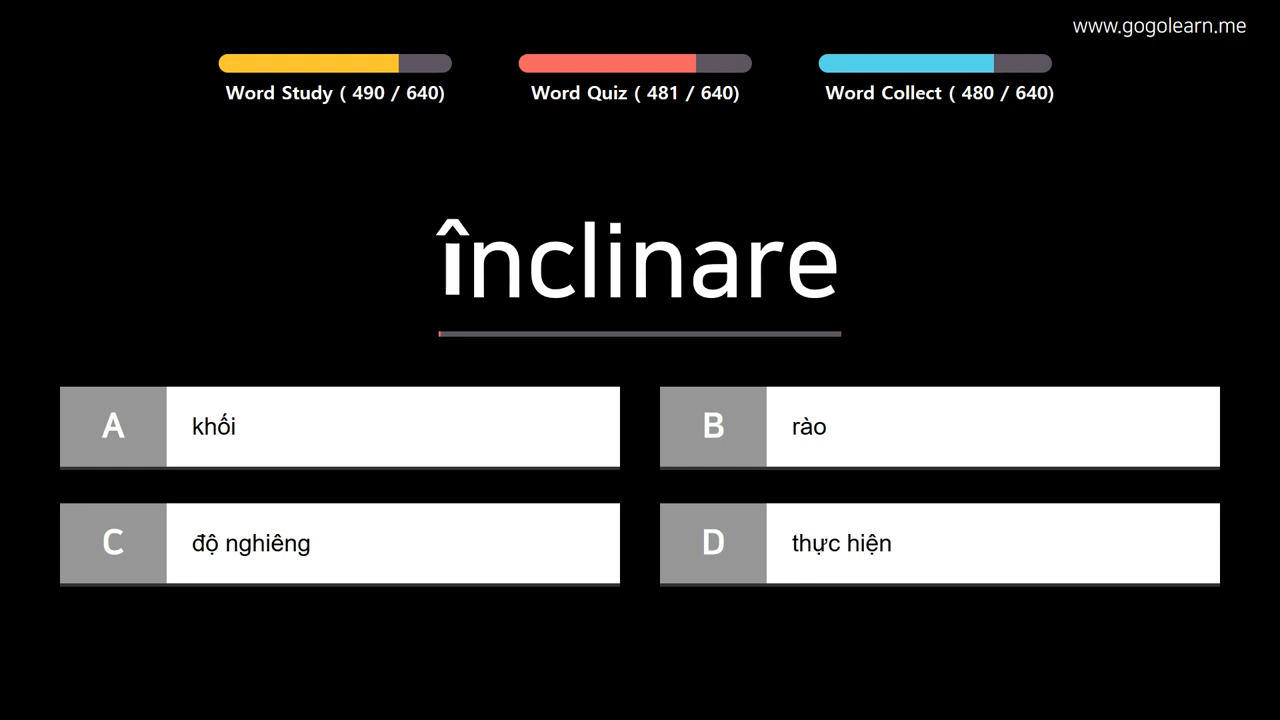 www.gogolearn.me
Word Study ( 490 / 640)
Word Quiz ( 481 / 640)
Word Collect ( 480 / 640)
înclinare
A khối
B rào
C độ nghiêng
D thực hiện